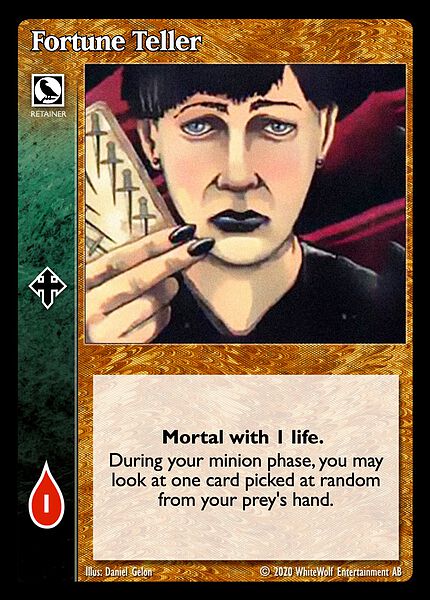 Fortune Teller
RETAINER
Mortal with 1 life.
During your minion phase, you may
look at one card picked at random
from your prey's hand.
1
Illus: Daniel Gelon
© 2020 WhiteWolf Entertainment AB